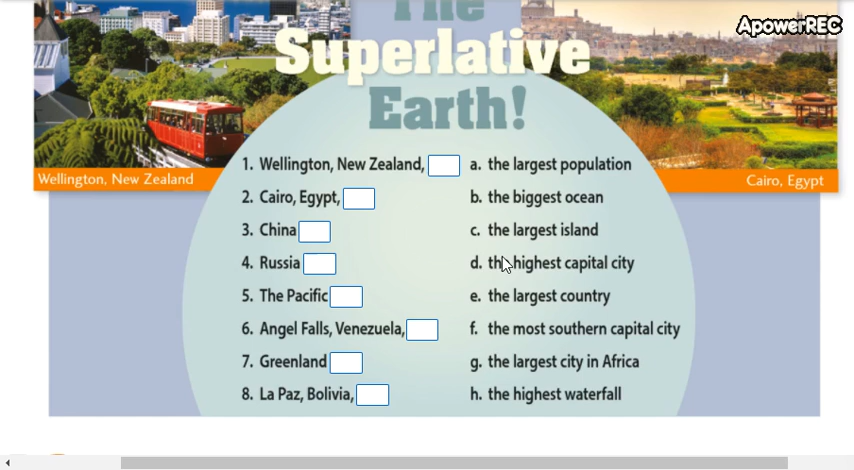 ApowerREC
The
Superlative
Earth!
Wellington, New Zealand
Cairo, Egypt
1. Wellington, New Zealand,
2. Cairo, Egypt,
3. China
4. Russia
5. The Pacific
6. Angel Falls, Venezuela,
7. Greenland
8. La Paz, Bolivia,
a. the largest population
b. the biggest ocean
c. the largest island
d. the highest capital city
e. the largest country
f. the most southern capital city
g. the largest city in Africa
h. the highest waterfall